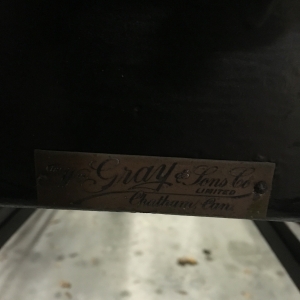 Gray & Sons Co
LIMITED
Chatham, Ont.